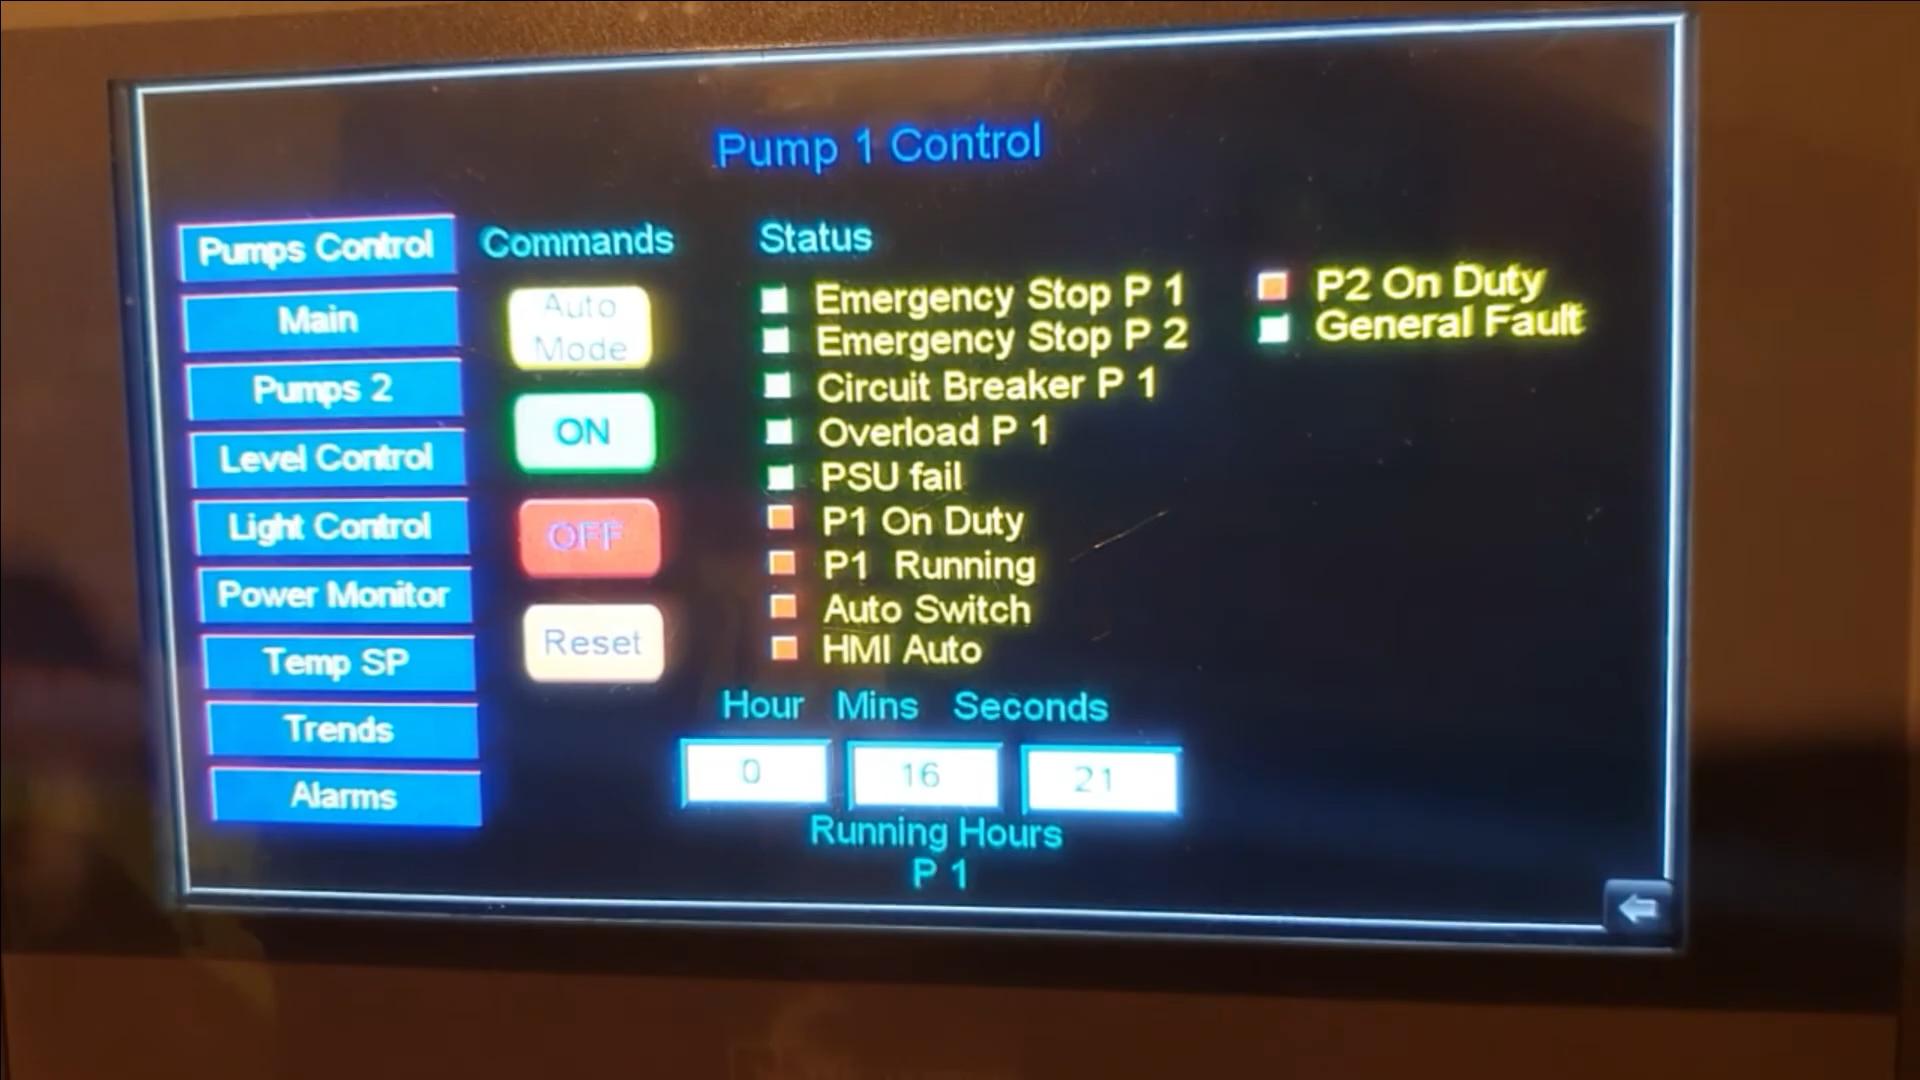 Pump 1 Control
Pumps Control
Main
Pumps 2
Level Control
Light Control
Power Monitor
Temp SP
Trends
Alarms
Commands
Auto
Mode
ON
OFF
Reset
Status
Emergency Stop P 1
Emergency Stop P 2
Circuit Breaker P 1
Overload P 1
PSU fail
P1 On Duty
P1 Running
Auto Switch
HMI Auto
P2 On Duty
General Fault
Hour Mins Seconds
0 16 21
Running Hours
P 1